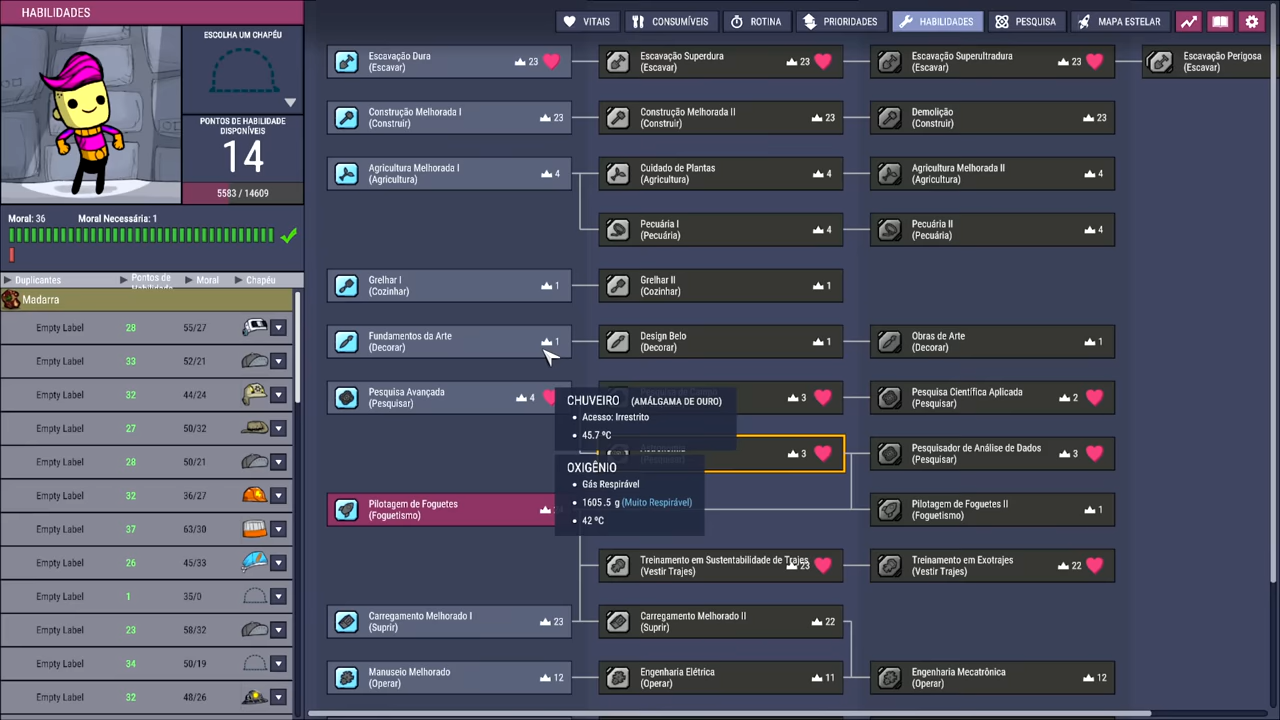 HABILIDADES
VITAIS
CONSUMÍVEIS
ROTINA
PRIORIDADES
HABILIDADES
PESQUISA
MAPA ESTELAR
ESCOLHA UM CHAPÉU
PONTOS DE HABILIDADE DISPONÍVEIS
14
5583 / 14609
Moral: 36 Moral Necessária: 1
Duplicantes
Pontos de Habilidade
Moral
Chapéu
Madarra
Empty Label 28 55/27
Empty Label 33 52/21
Empty Label 32 44/24
Empty Label 27 50/32
Empty Label 28 50/21
Empty Label 32 36/27
Empty Label 37 63/30
Empty Label 26 45/33
Empty Label 1 35/0
Empty Label 23 58/32
Empty Label 34 50/19
Empty Label 32 48/26
Escavação Dura
(Escavar)
23
Escavação Superdura
(Escavar)
23
Escavação Superultradura
(Escavar)
23
Escavação Perigosa
(Escavar)
Construção Melhorada I
(Construir)
23
Construção Melhorada II
(Construir)
23
Demolição
(Construir)
23
Agricultura Melhorada I
(Agricultura)
4
Cuidado de Plantas
(Agricultura)
4
Agricultura Melhorada II
(Agricultura)
4
Pecuária I
(Pecuária)
4
Pecuária II
(Pecuária)
4
Grelhar I
(Cozinhar)
1
Grelhar II
(Cozinhar)
1
Fundamentos da Arte
(Decorar)
1
Design Belo
(Decorar)
1
Obras de Arte
(Decorar)
1
Pesquisa Avançada
(Pesquisar)
4
3
Pesquisa Científica Aplicada
(Pesquisar)
2
CHUVEIRO (AMÁLGAMA DE OURO)
• Acesso: Irrestrito
• 45.7 ºC
3
Pesquisador de Análise de Dados
(Pesquisar)
3
OXIGÊNIO
• Gás Respirável
• 1605.5 g (Muito Respirável)
• 42 ºC
Pilotagem de Foguetes
(Foguetismo)
Pilotagem de Foguetes II
(Foguetismo)
1
Treinamento em Sustentabilidade de Trajes
(Vestir Trajes)
23
Treinamento em Exotrajes
(Vestir Trajes)
22
Carregamento Melhorado I
(Suprir)
23
Carregamento Melhorado II
(Suprir)
22
Manuseio Melhorado
(Operar)
12
Engenharia Elétrica
(Operar)
11
Engenharia Mecatrônica
(Operar)
12